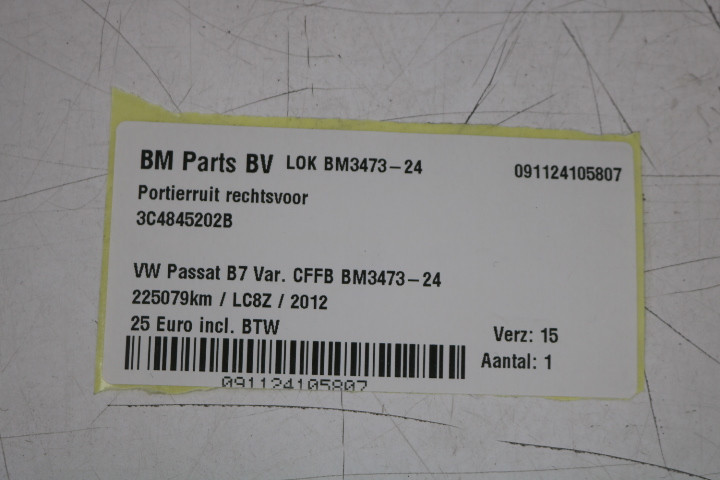 BM Parts BV LOK BM3473-24 091124105807
Portierruit rechtsvoor
3C4845202B
VW Passat B7 Var. CFFB BM3473-24
225079km / LC8Z / 2012
25 Euro incl. BTW
Verz: 15
Aantal: 1
091124105807